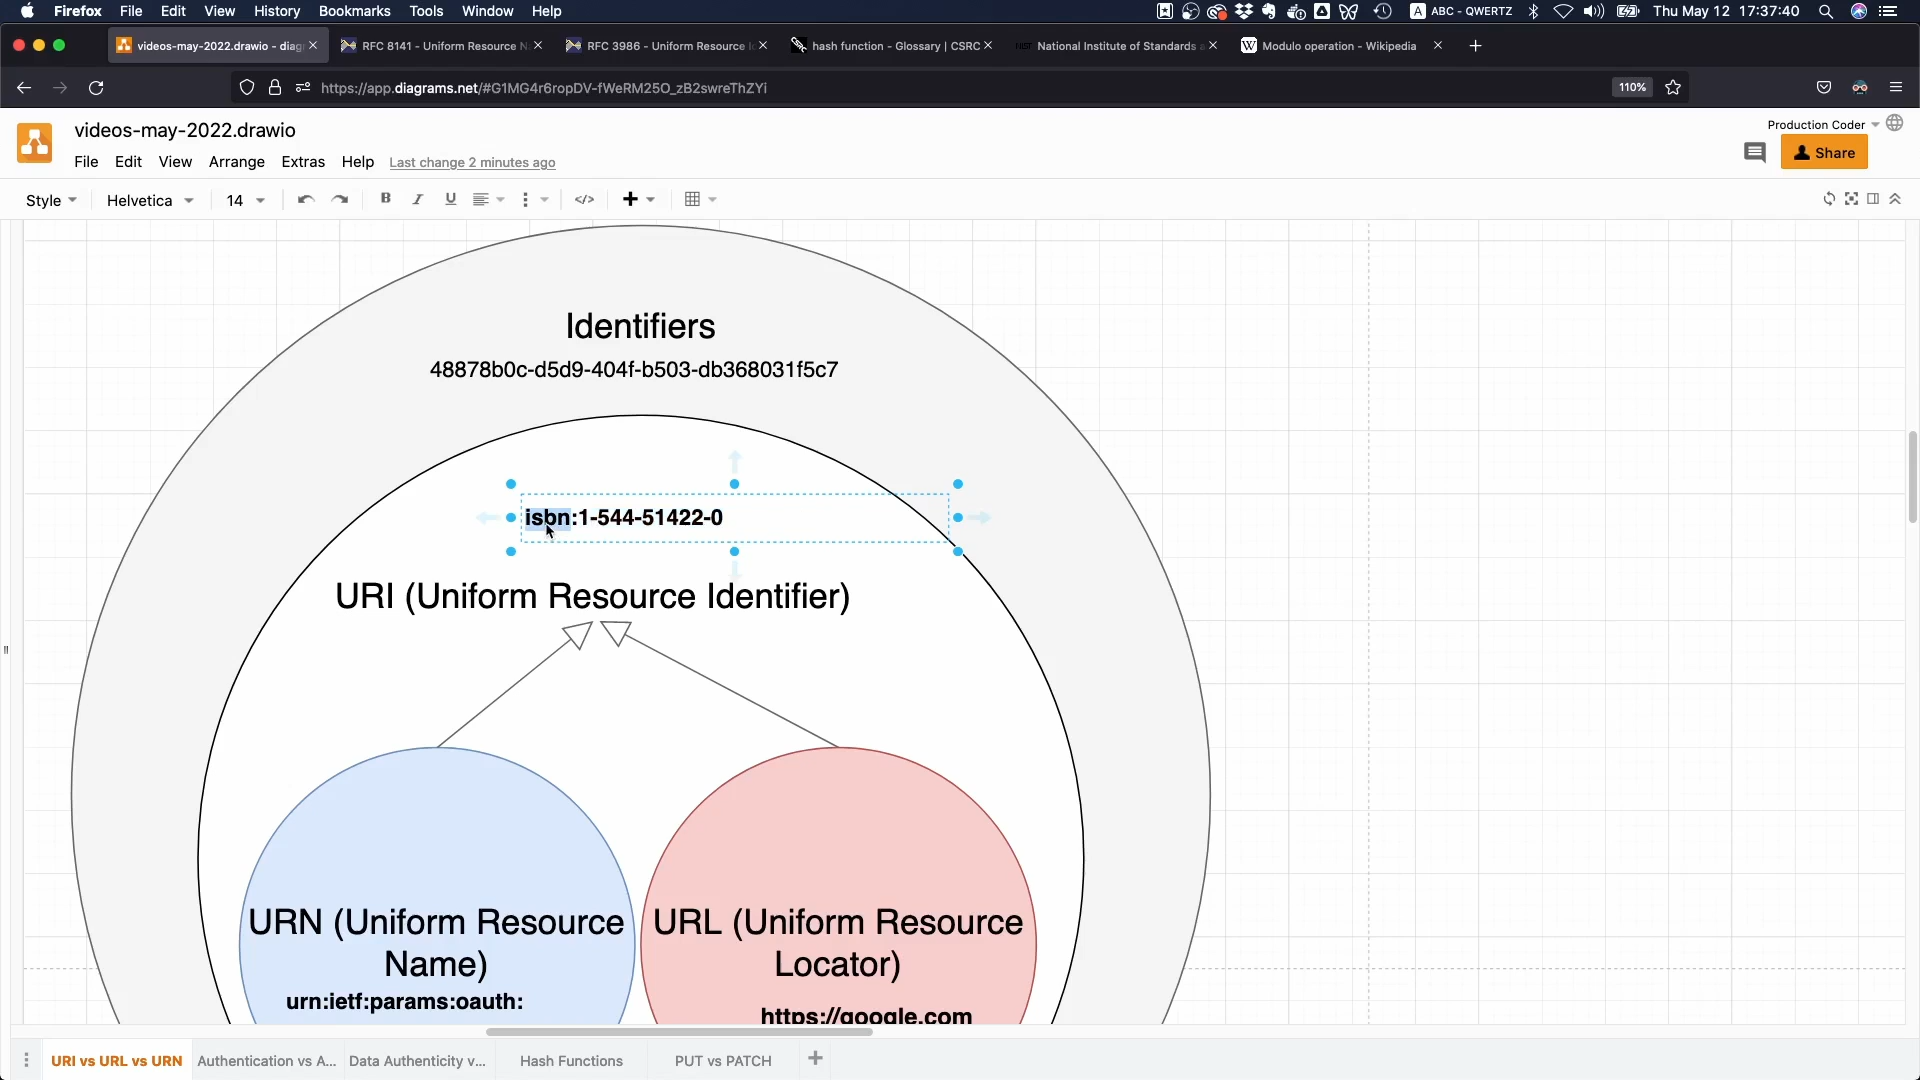 Firefox File Edit View History Bookmarks Tools Window Help ABC - QWERTZ Thu May 12 17:37:40
videos-may-2022.drawio - diag RFC 8141 - Uniform Resource N RFC 3986 - Uniform Resource Ic hash function - Glossary | CSRC National Institute of Standards a Modulo operation - Wikipedia
https://app.diagrams.net/#G1MG4r6ropDV-fWeRM25O_zB2swreThZYi 110%
videos-may-2022.drawio
Production Coder
File Edit View Arrange Extras Help Last change 2 minutes ago
Share
Style Helvetica 14 B I U
Identifiers
48878b0c-d5d9-404f-b503-db368031f5c7
isbn:1-544-51422-0
URI (Uniform Resource Identifier)
URN (Uniform Resource
Name)
urn:ietf:params:oauth:
URL (Uniform Resource
Locator)
https://google.com
URI vs URL vs URN Authentication vs A... Data Authenticity v... Hash Functions PUT vs PATCH